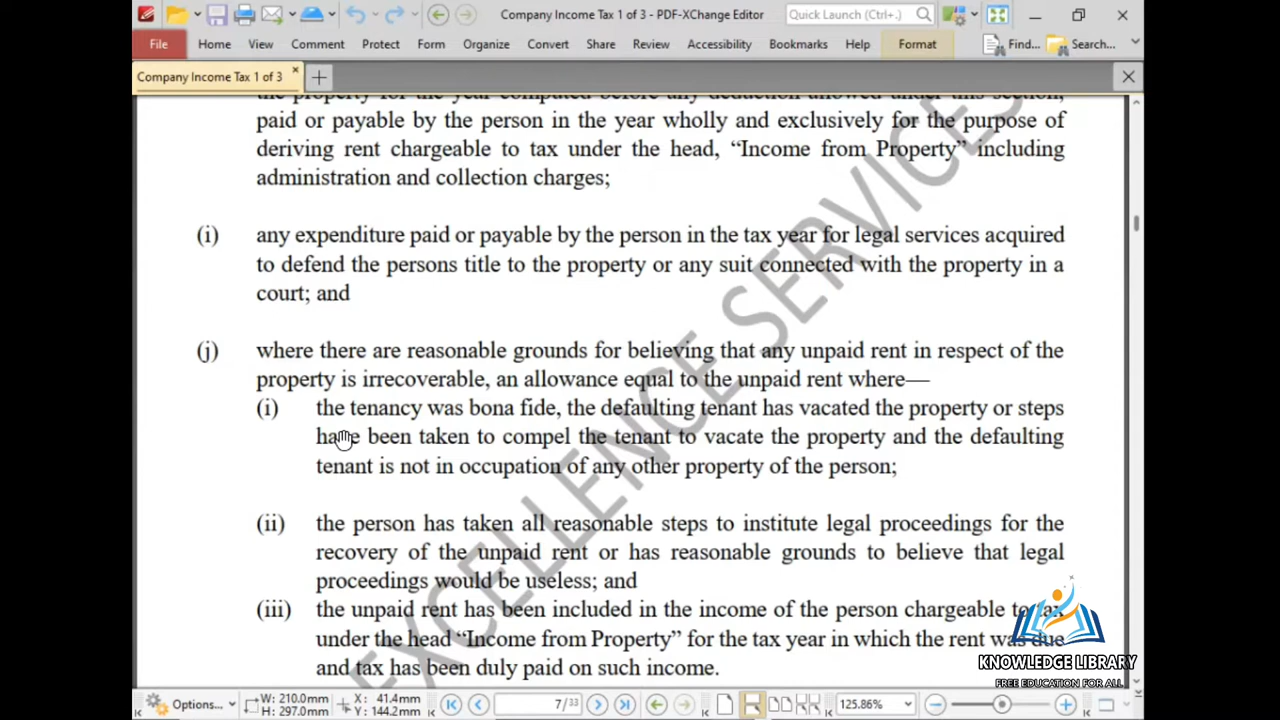 Company Income Tax 1 of 3 - PDF-XChange Editor
Quick Launch (Ctrl+.)
File Home View Comment Protect Form Organize Convert Share Review Accessibility Bookmarks Help Format Find... Search...
Company Income Tax 1 of 3
the property for the year computed before any deduction allowed under this section,
paid or payable by the person in the year wholly and exclusively for the purpose of
deriving rent chargeable to tax under the head, “Income from Property” including
administration and collection charges;
(i) any expenditure paid or payable by the person in the tax year for legal services acquired
to defend the persons title to the property or any suit connected with the property in a
court; and
(j) where there are reasonable grounds for believing that any unpaid rent in respect of the
property is irrecoverable, an allowance equal to the unpaid rent where—
(i) the tenancy was bona fide, the defaulting tenant has vacated the property or steps
have been taken to compel the tenant to vacate the property and the defaulting
tenant is not in occupation of any other property of the person;
(ii) the person has taken all reasonable steps to institute legal proceedings for the
recovery of the unpaid rent or has reasonable grounds to believe that legal
proceedings would be useless; and
(iii) the unpaid rent has been included in the income of the person chargeable to tax
under the head “Income from Property” for the tax year in which the rent was due
and tax has been duly paid on such income.
EXCELLENCE SERVICES
KNOWLEDGE LIBRARY
FREE EDUCATION FOR ALL
Options... W: 210.0mm X: 41.4mm 7 / 33 125.86%
H: 297.0mm Y: 144.2mm